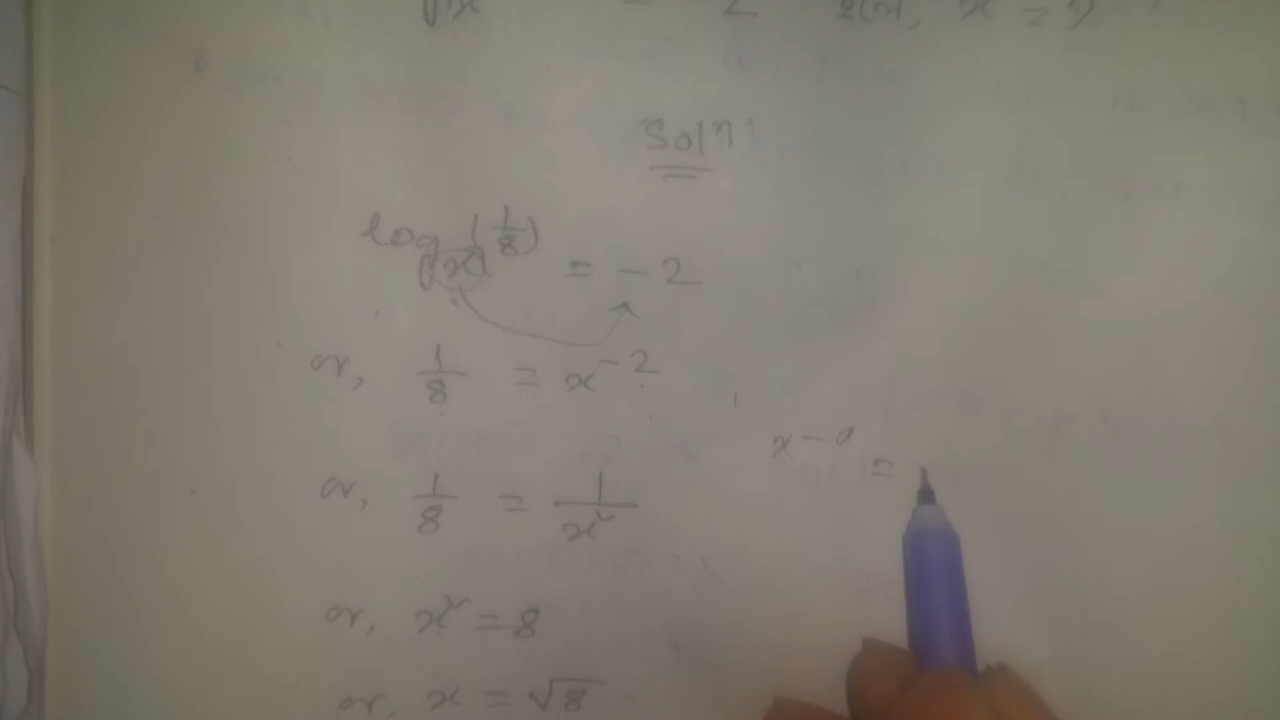 √x = 2 x = ?
Soln:
log√x (1/8) = - 2
or, 1/8 = x^-2
or, 1/8 = 1/x²
x^-a =
or, x² = 8
or, x = √8